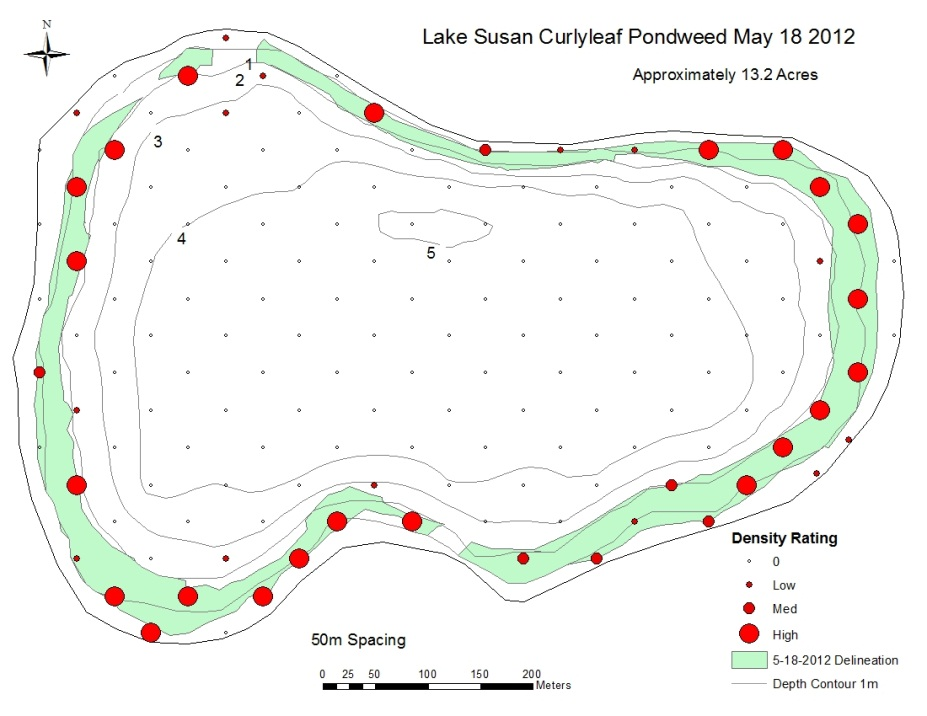 N
Lake Susan Curlyleaf Pondweed May 18 2012
Approximately 13.2 Acres
1
2
3
4
5
Density Rating
0
Low
Med
High
5-18-2012 Delineation
Depth Contour 1m
50m Spacing
0 25 50 100 150 200
Meters